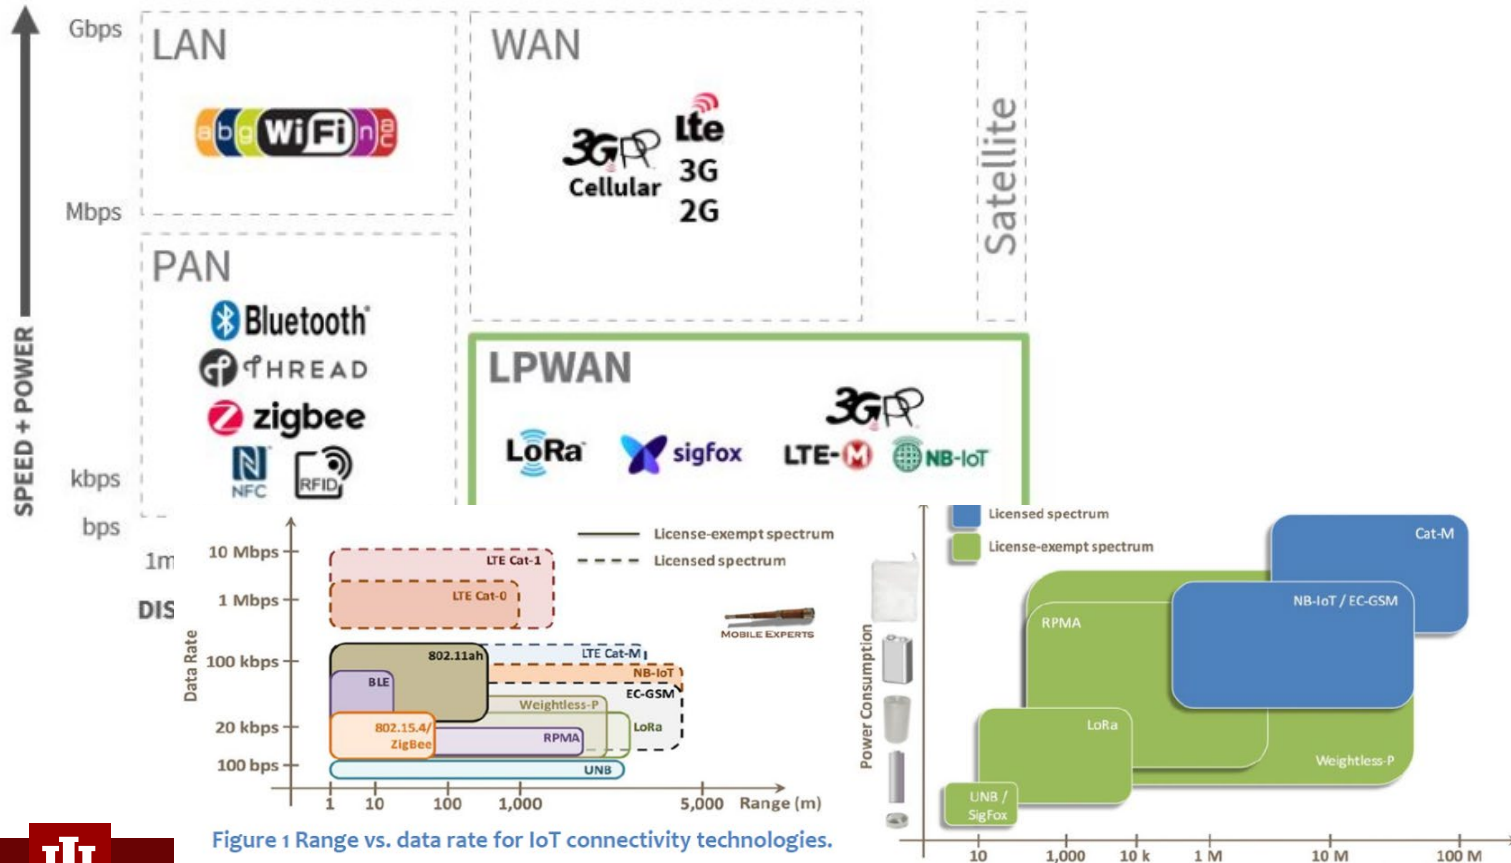 Gbps
LAN
WAN
a b g WiFi n ac
3GPP
Cellular
Lte
3G
2G
Satellite
Mbps
PAN
Bluetooth
THREAD
zigbee
NFC
RFID
SPEED + POWER
LPWAN
3GPP
LoRa
sigfox
LTE-M
NB-IoT
kbps
bps
1m
DIS
License-exempt spectrum
Licensed spectrum
10 Mbps
1 Mbps
100 kbps
20 kbps
100 bps
Data Rate
LTE Cat-1
LTE Cat-0
MOBILE EXPERTS
802.11ah
LTE Cat-M
NB-IoT
BLE
EC-GSM
Weightless-P
802.15.4/
ZigBee
LoRa
RPMA
UNB
1 10 100 1,000 5,000 Range (m)
Figure 1 Range vs. data rate for IoT connectivity technologies.
Licensed spectrum
License-exempt spectrum
Cat-M
NB-IoT / EC-GSM
RPMA
Power Consumption
LoRa
Weightless-P
UNB /
SigFox
10 1,000 10 k 1 M 10 M 100 M